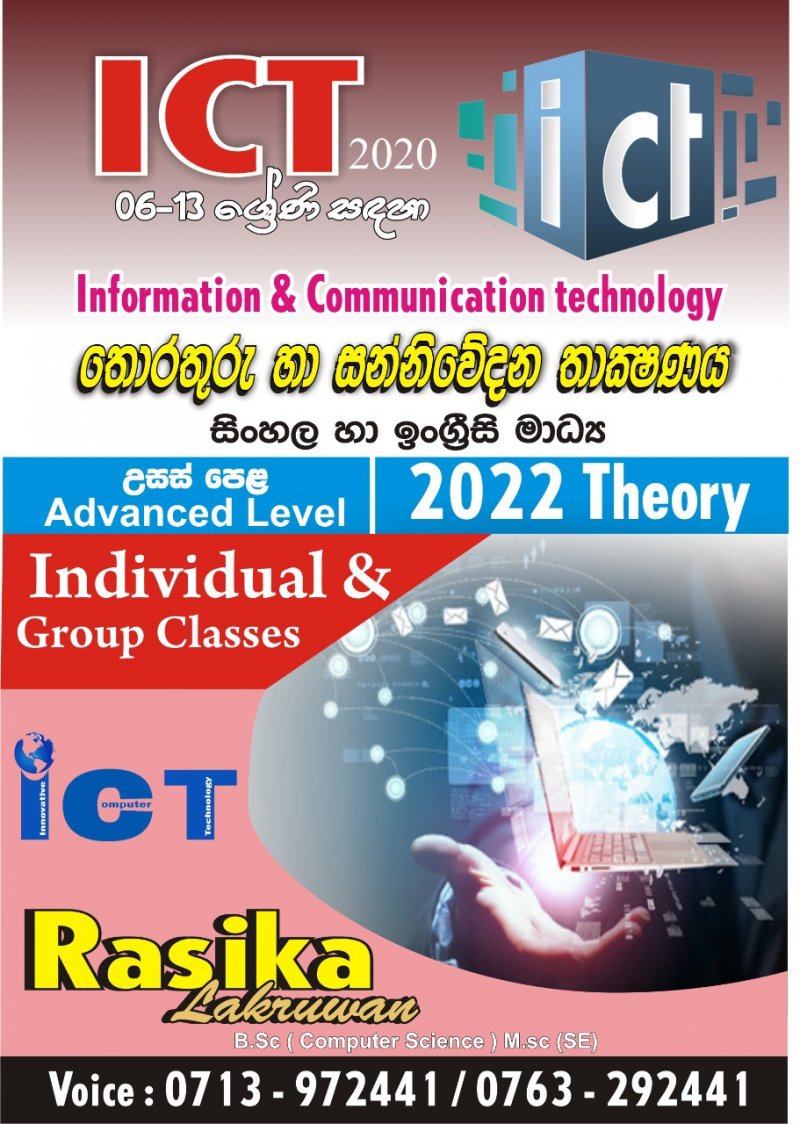 ICT 2020
06-13 ශ්‍රේණි සඳහා
ict
Information & Communication technology
තොරතුරු හා සන්නිවේදන තාක්ෂණය
සිංහල හා ඉංග්‍රීසි මාධ්‍ය
උසස් පෙළ
Advanced Level
2022 Theory
Individual &
Group Classes
iCT
Innovative Computer Technology
Rasika
Lakruwan
B.Sc ( Computer Science ) M.sc (SE)
Voice : 0713 - 972441 / 0763 - 292441